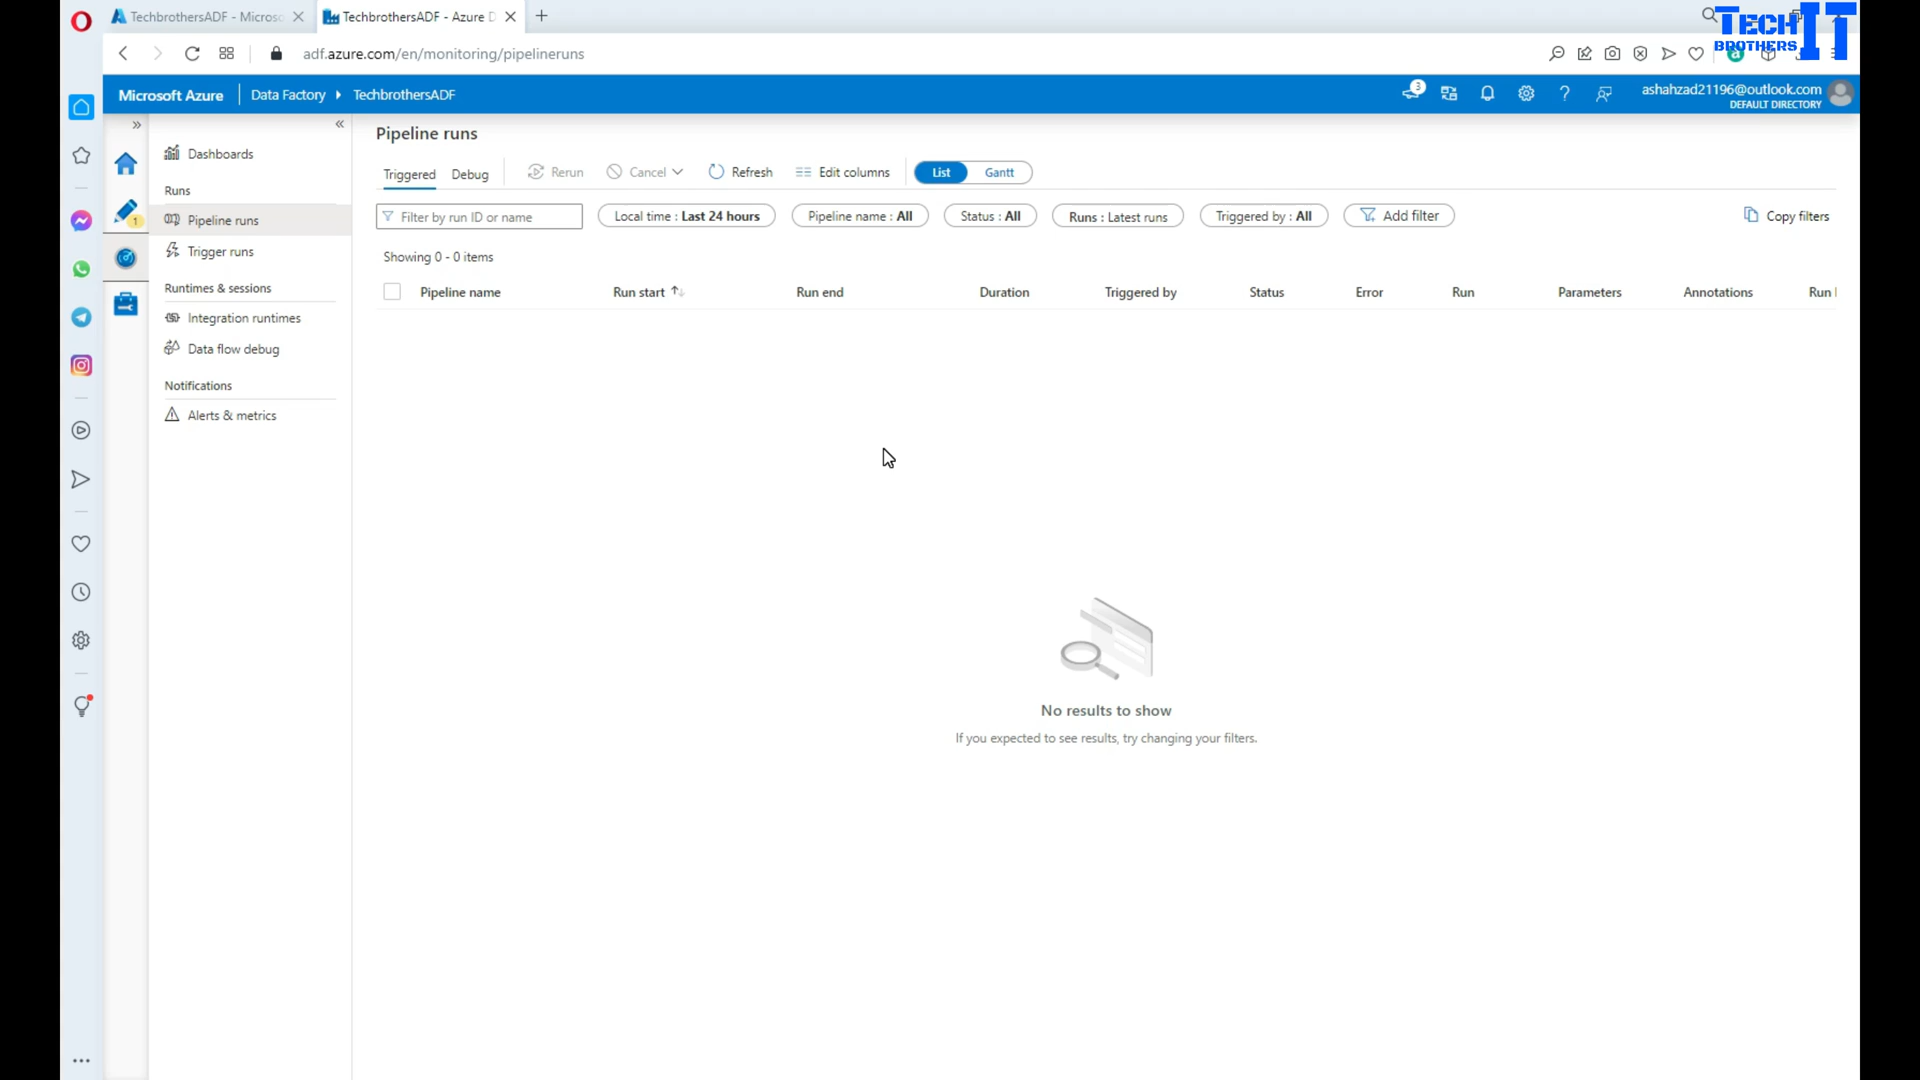 TechbrothersADF - Microso
TechbrothersADF - Azure D
TECH IT
BROTHERS
adf.azure.com/en/monitoring/pipelineruns
Microsoft Azure
Data Factory
TechbrothersADF
3
ashahzad21196@outlook.com
DEFAULT DIRECTORY
Dashboards
Runs
Pipeline runs
Trigger runs
Runtimes & sessions
Integration runtimes
Data flow debug
Notifications
Alerts & metrics
1
Pipeline runs
Triggered
Debug
Rerun
Cancel
Refresh
Edit columns
List
Gantt
Filter by run ID or name
Local time : Last 24 hours
Pipeline name : All
Status : All
Runs : Latest runs
Triggered by : All
Add filter
Copy filters
Showing 0 - 0 items
Pipeline name
Run start
Run end
Duration
Triggered by
Status
Error
Run
Parameters
Annotations
Run
No results to show
If you expected to see results, try changing your filters.